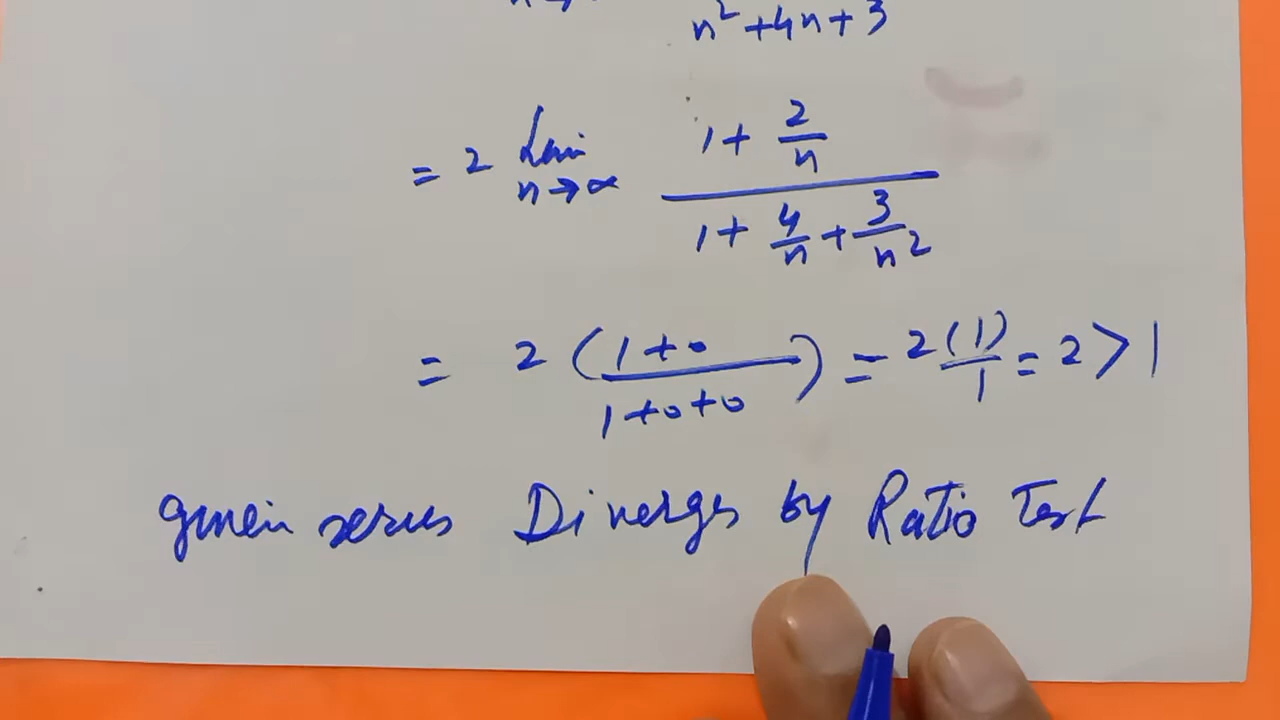 n² + 4n + 3
= 2 Lim n→∞ (1 + 2/n) / (1 + 4/n + 3/n²)
= 2 ((1+0) / (1+0+0)) = 2(1)/1 = 2 > 1
given series Diverges by Ratio Test